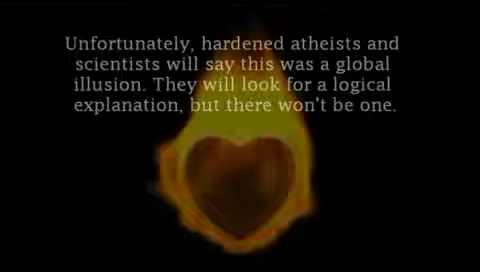 Unfortunately, hardened atheists and
scientists will say this was a global
illusion. They will look for a logical
explanation, but there won't be one.